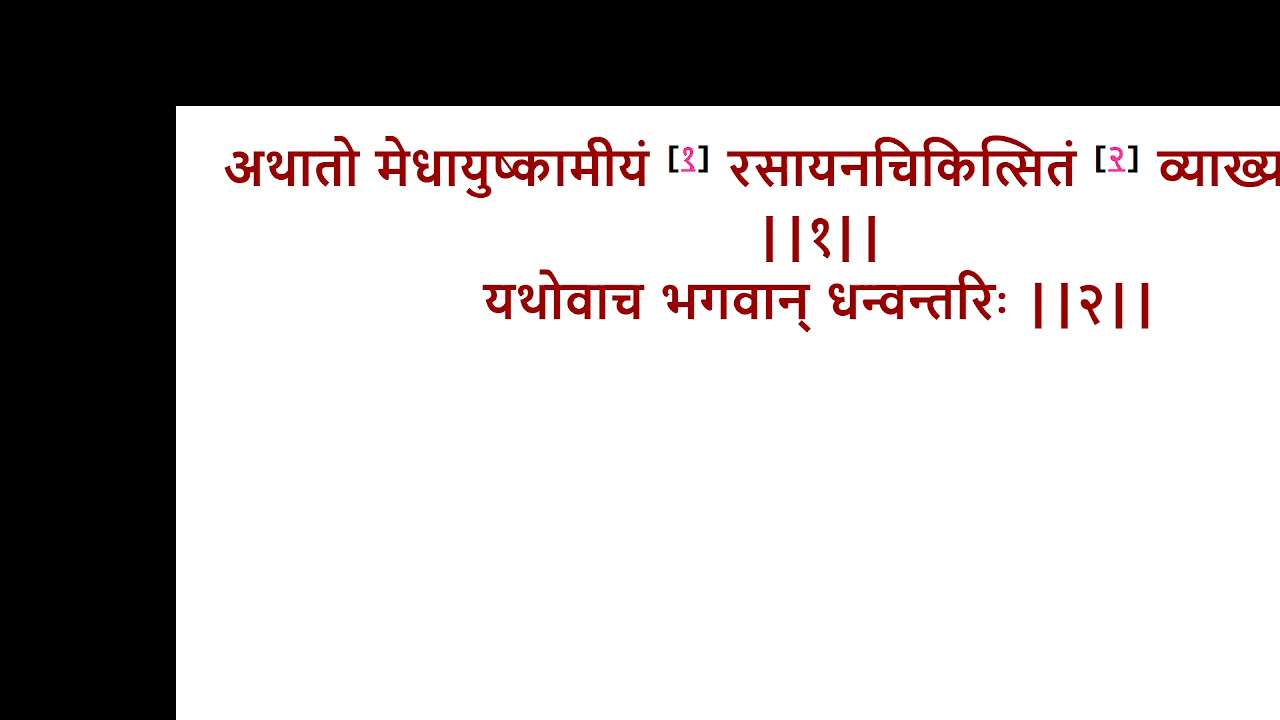 अथातो मेधायुष्कामीयं [१] रसायनचिकित्सितं [२] व्याख्य
||१||
यथोवाच भगवान् धन्वन्तरिः ||२||